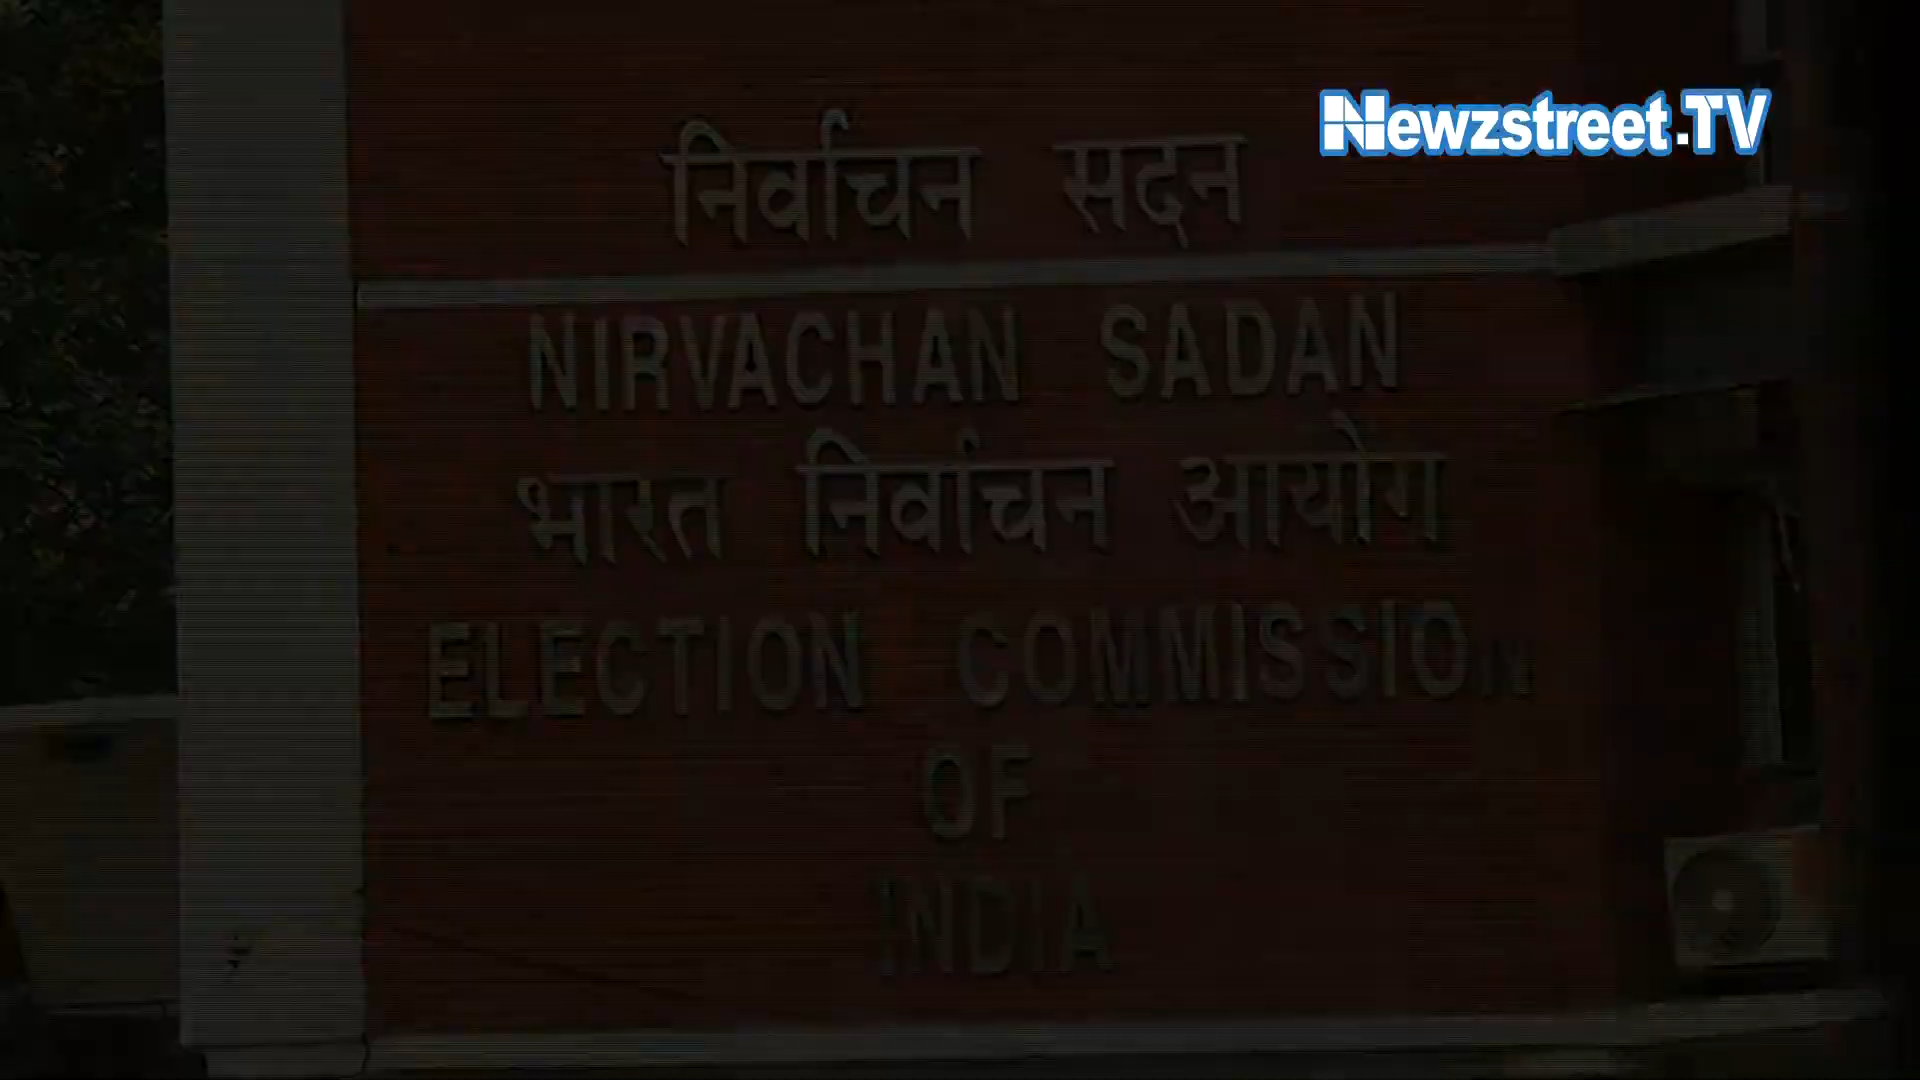 Newzstreet.TV
निर्वाचन सदन
NIRVACHAN SADAN
भारत निर्वाचन आयोग
ELECTION COMMISSION
OF
INDIA